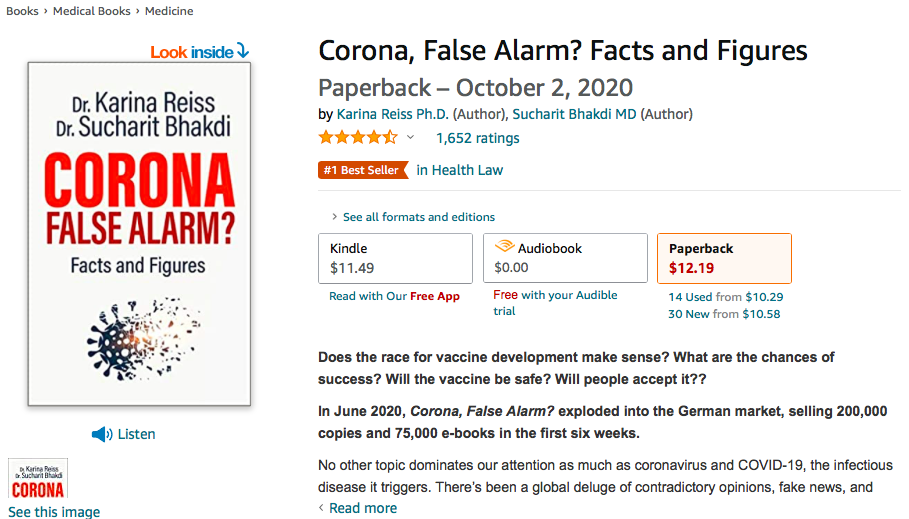 Books › Medical Books › Medicine
Look inside
Dr. Karina Reiss
Dr. Sucharit Bhakdi
CORONA
FALSE ALARM?
Facts and Figures
Listen
Dr. Karina Reiss
Dr. Sucharit Bhakdi
CORONA
See this image
Corona, False Alarm? Facts and Figures
Paperback – October 2, 2020
by Karina Reiss Ph.D. (Author), Sucharit Bhakdi MD (Author)
1,652 ratings
#1 Best Seller in Health Law
› See all formats and editions
Kindle
$11.49
Read with Our Free App
Audiobook
$0.00
Free with your Audible
trial
Paperback
$12.19
14 Used from $10.29
30 New from $10.58
Does the race for vaccine development make sense? What are the chances of
success? Will the vaccine be safe? Will people accept it??
In June 2020, Corona, False Alarm? exploded into the German market, selling 200,000
copies and 75,000 e-books in the first six weeks.
No other topic dominates our attention as much as coronavirus and COVID-19, the infectious
disease it triggers. There's been a global deluge of contradictory opinions, fake news, and
‹ Read more